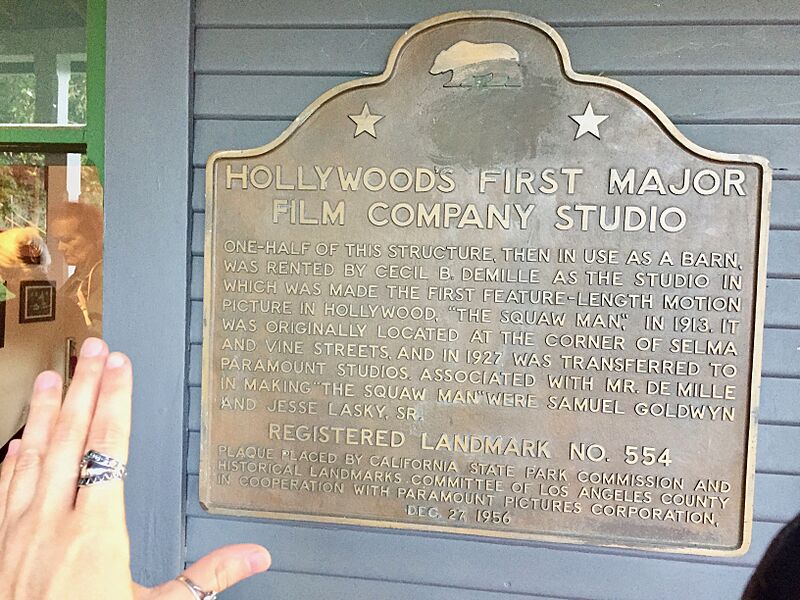 HOLLYWOOD'S FIRST MAJOR
FILM COMPANY STUDIO
ONE-HALF OF THIS STRUCTURE, THEN IN USE AS A BARN,
WAS RENTED BY CECIL B. DEMILLE AS THE STUDIO IN
WHICH WAS MADE THE FIRST FEATURE-LENGTH MOTION
PICTURE IN HOLLYWOOD, "THE SQUAW MAN," IN 1913. IT
WAS ORIGINALLY LOCATED AT THE CORNER OF SELMA
AND VINE STREETS, AND IN 1927 WAS TRANSFERRED TO
PARAMOUNT STUDIOS. ASSOCIATED WITH MR. DE MILLE
IN MAKING "THE SQUAW MAN" WERE SAMUEL GOLDWYN
AND JESSE LASKY, SR.
REGISTERED LANDMARK NO. 554
PLAQUE PLACED BY CALIFORNIA STATE PARK COMMISSION AND
HISTORICAL LANDMARKS COMMITTEE OF LOS ANGELES COUNTY
IN COOPERATION WITH PARAMOUNT PICTURES CORPORATION,
DEC. 27, 1956